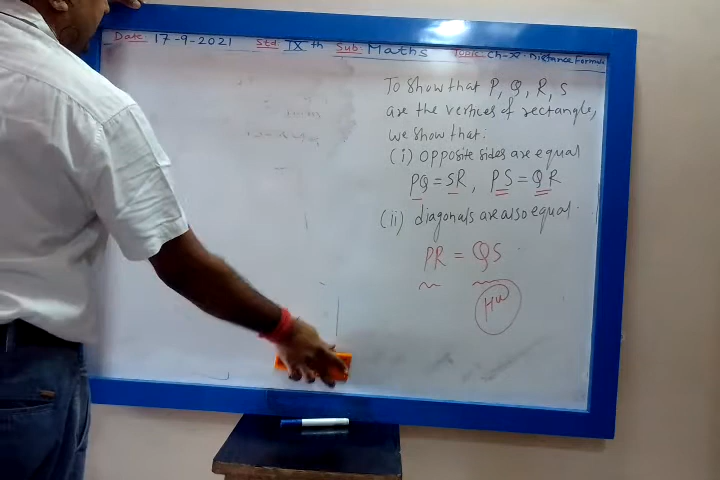 Date 17-9-2021 Std IX th Sub: Maths Topic Ch-XI - Distance Formula
To show that P, Q, R, S
are the vertices of rectangle,
we show that.
(i) opposite sides are equal
PQ = SR, PS = QR
(ii) diagonals are also equal.
PR = QS
HW